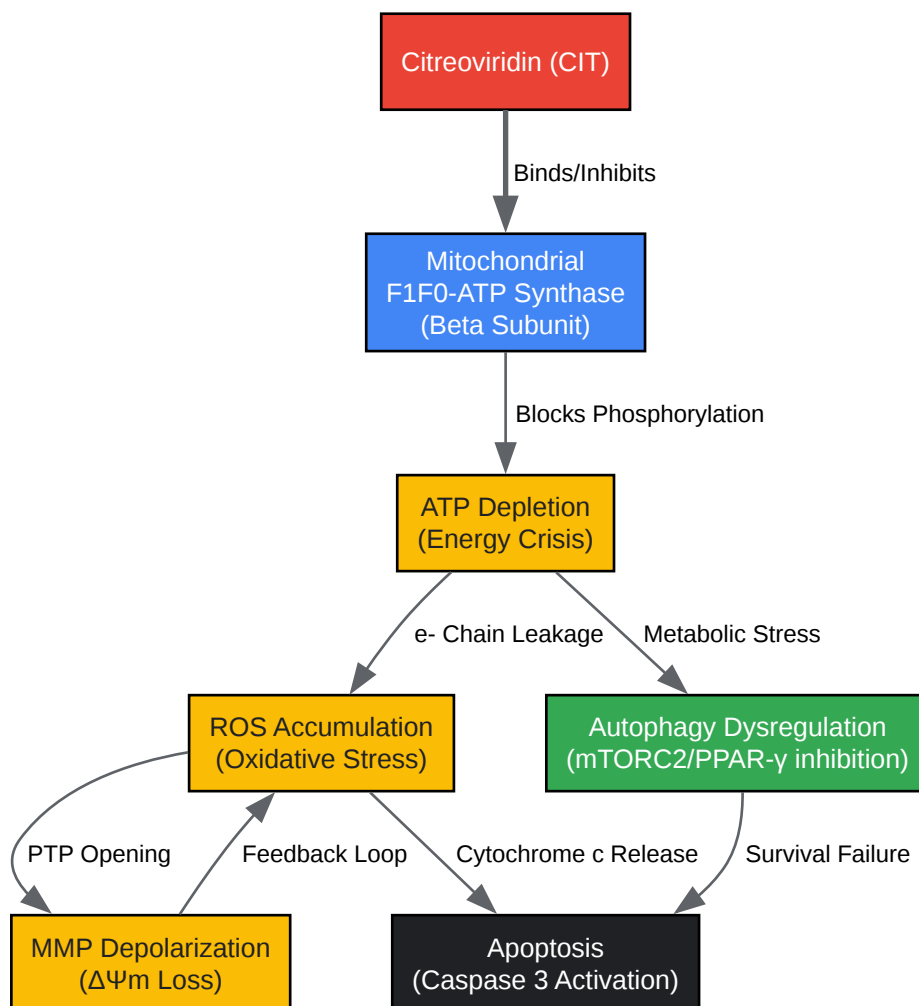 Citreoviridin (CIT)
Binds/Inhibits
Mitochondrial
F1F0-ATP Synthase
(Beta Subunit)
Blocks Phosphorylation
ATP Depletion
(Energy Crisis)
e- Chain Leakage
Metabolic Stress
ROS Accumulation
(Oxidative Stress)
Autophagy Dysregulation
(mTORC2/PPAR-γ inhibition)
PTP Opening
Feedback Loop
Cytochrome c Release
Survival Failure
MMP Depolarization
(ΔΨm Loss)
Apoptosis
(Caspase 3 Activation)